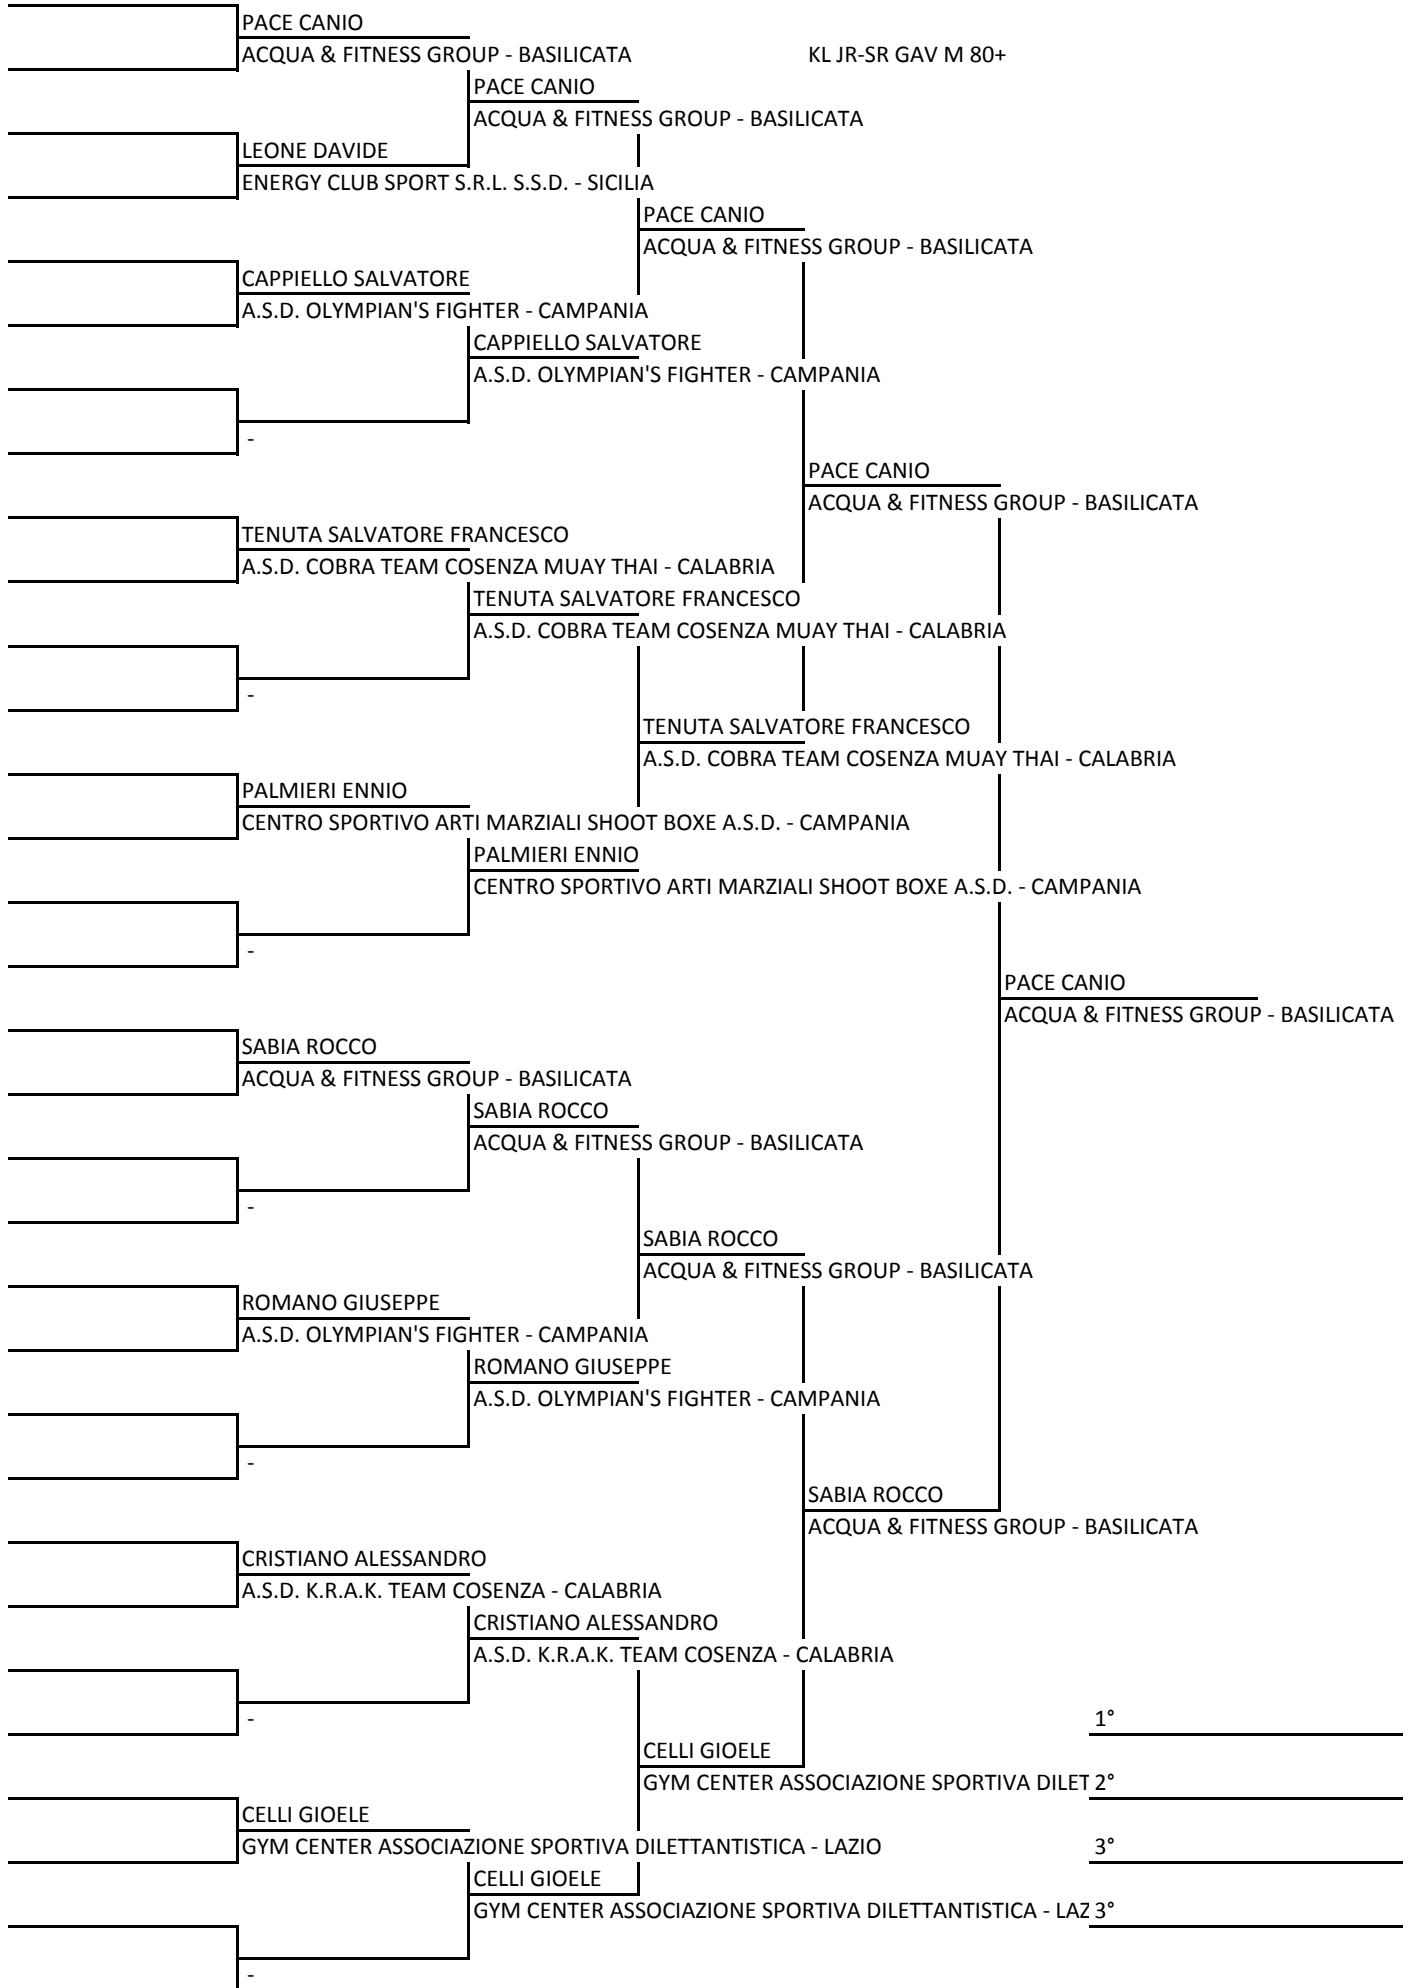 PACE CANIO
ACQUA & FITNESS GROUP - BASILICATA
KL JR-SR GAV M 80+
PACE CANIO
ACQUA & FITNESS GROUP - BASILICATA
LEONE DAVIDE
ENERGY CLUB SPORT S.R.L. S.S.D. - SICILIA
PACE CANIO
ACQUA & FITNESS GROUP - BASILICATA
CAPPIELLO SALVATORE
A.S.D. OLYMPIAN'S FIGHTER - CAMPANIA
CAPPIELLO SALVATORE
A.S.D. OLYMPIAN'S FIGHTER - CAMPANIA
-
PACE CANIO
ACQUA & FITNESS GROUP - BASILICATA
TENUTA SALVATORE FRANCESCO
A.S.D. COBRA TEAM COSENZA MUAY THAI - CALABRIA
TENUTA SALVATORE FRANCESCO
A.S.D. COBRA TEAM COSENZA MUAY THAI - CALABRIA
-
TENUTA SALVATORE FRANCESCO
A.S.D. COBRA TEAM COSENZA MUAY THAI - CALABRIA
PALMIERI ENNIO
CENTRO SPORTIVO ARTI MARZIALI SHOOT BOXE A.S.D. - CAMPANIA
PALMIERI ENNIO
CENTRO SPORTIVO ARTI MARZIALI SHOOT BOXE A.S.D. - CAMPANIA
-
PACE CANIO
ACQUA & FITNESS GROUP - BASILICATA
SABIA ROCCO
ACQUA & FITNESS GROUP - BASILICATA
SABIA ROCCO
ACQUA & FITNESS GROUP - BASILICATA
-
SABIA ROCCO
ACQUA & FITNESS GROUP - BASILICATA
ROMANO GIUSEPPE
A.S.D. OLYMPIAN'S FIGHTER - CAMPANIA
ROMANO GIUSEPPE
A.S.D. OLYMPIAN'S FIGHTER - CAMPANIA
-
SABIA ROCCO
ACQUA & FITNESS GROUP - BASILICATA
CRISTIANO ALESSANDRO
A.S.D. K.R.A.K. TEAM COSENZA - CALABRIA
CRISTIANO ALESSANDRO
A.S.D. K.R.A.K. TEAM COSENZA - CALABRIA
-
1°
CELLI GIOELE
GYM CENTER ASSOCIAZIONE SPORTIVA DILET
2°
CELLI GIOELE
GYM CENTER ASSOCIAZIONE SPORTIVA DILETTANTISTICA - LAZIO
3°
CELLI GIOELE
GYM CENTER ASSOCIAZIONE SPORTIVA DILETTANTISTICA - LAZ
3°
-